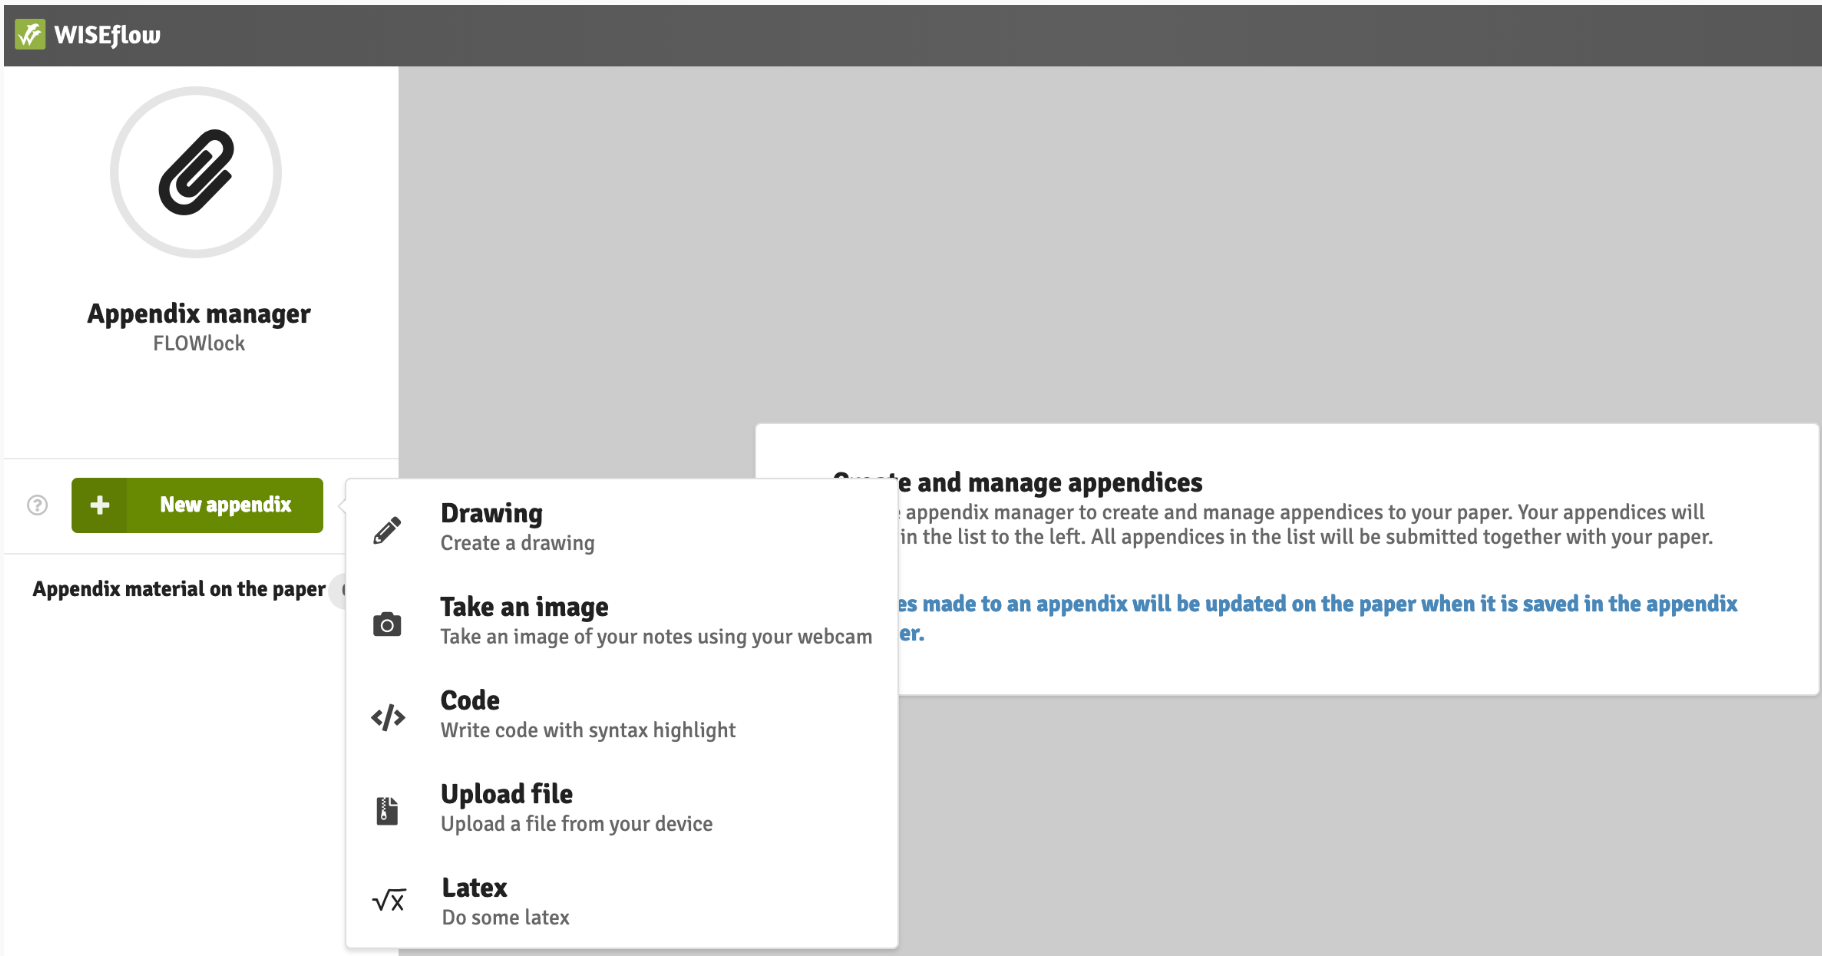 WISEflow
Appendix manager
FLOWlock
New appendix
Appendix material on the paper
Drawing
Create a drawing
Take an image
Take an image of your notes using your webcam
Code
Write code with syntax highlight
Upload file
Upload a file from your device
Latex
Do some latex
and manage appendices
appendix manager to create and manage appendices to your paper. Your appendices will
in the list to the left. All appendices in the list will be submitted together with your paper.
made to an appendix will be updated on the paper when it is saved in the appendix